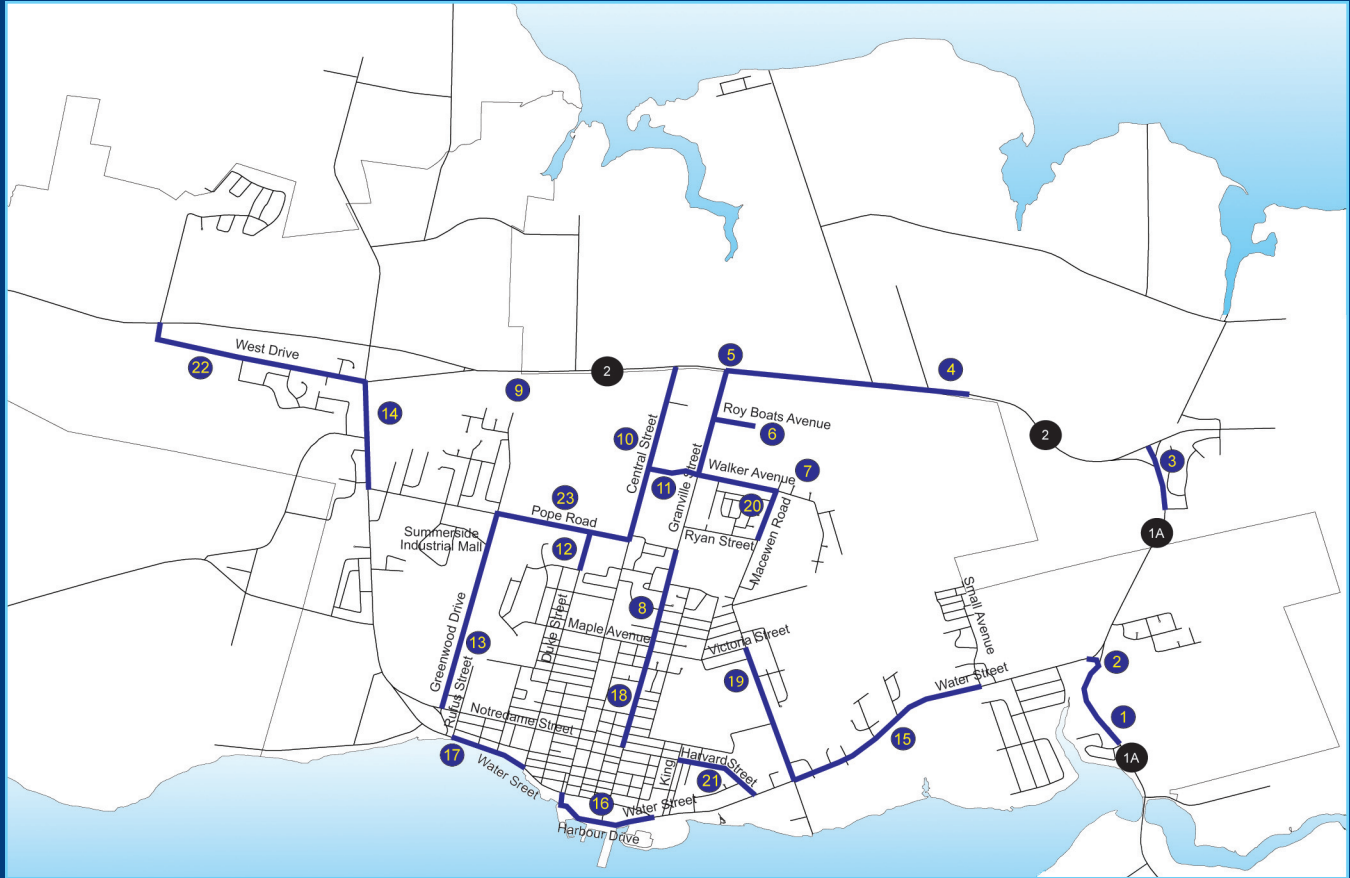 5
4
2
West Drive
22
9
14
Roy Boats Avenue
6
10
Central Street
2
3
Walker Avenue
7
11
Granville Street
23
20
Pope Road
Summerside
Industrial Mall
12
Ryan Street
Macewen Road
1A
8
Small Avenue
Duke Street
Maple Avenue
Victoria Street
Greenwood Drive
13
2
Rufus Street
19
18
Water Street
Notredame Street
15
1
17
Harvard Street
1A
King
21
Water Sreet
16
Water Street
Harbour Drive